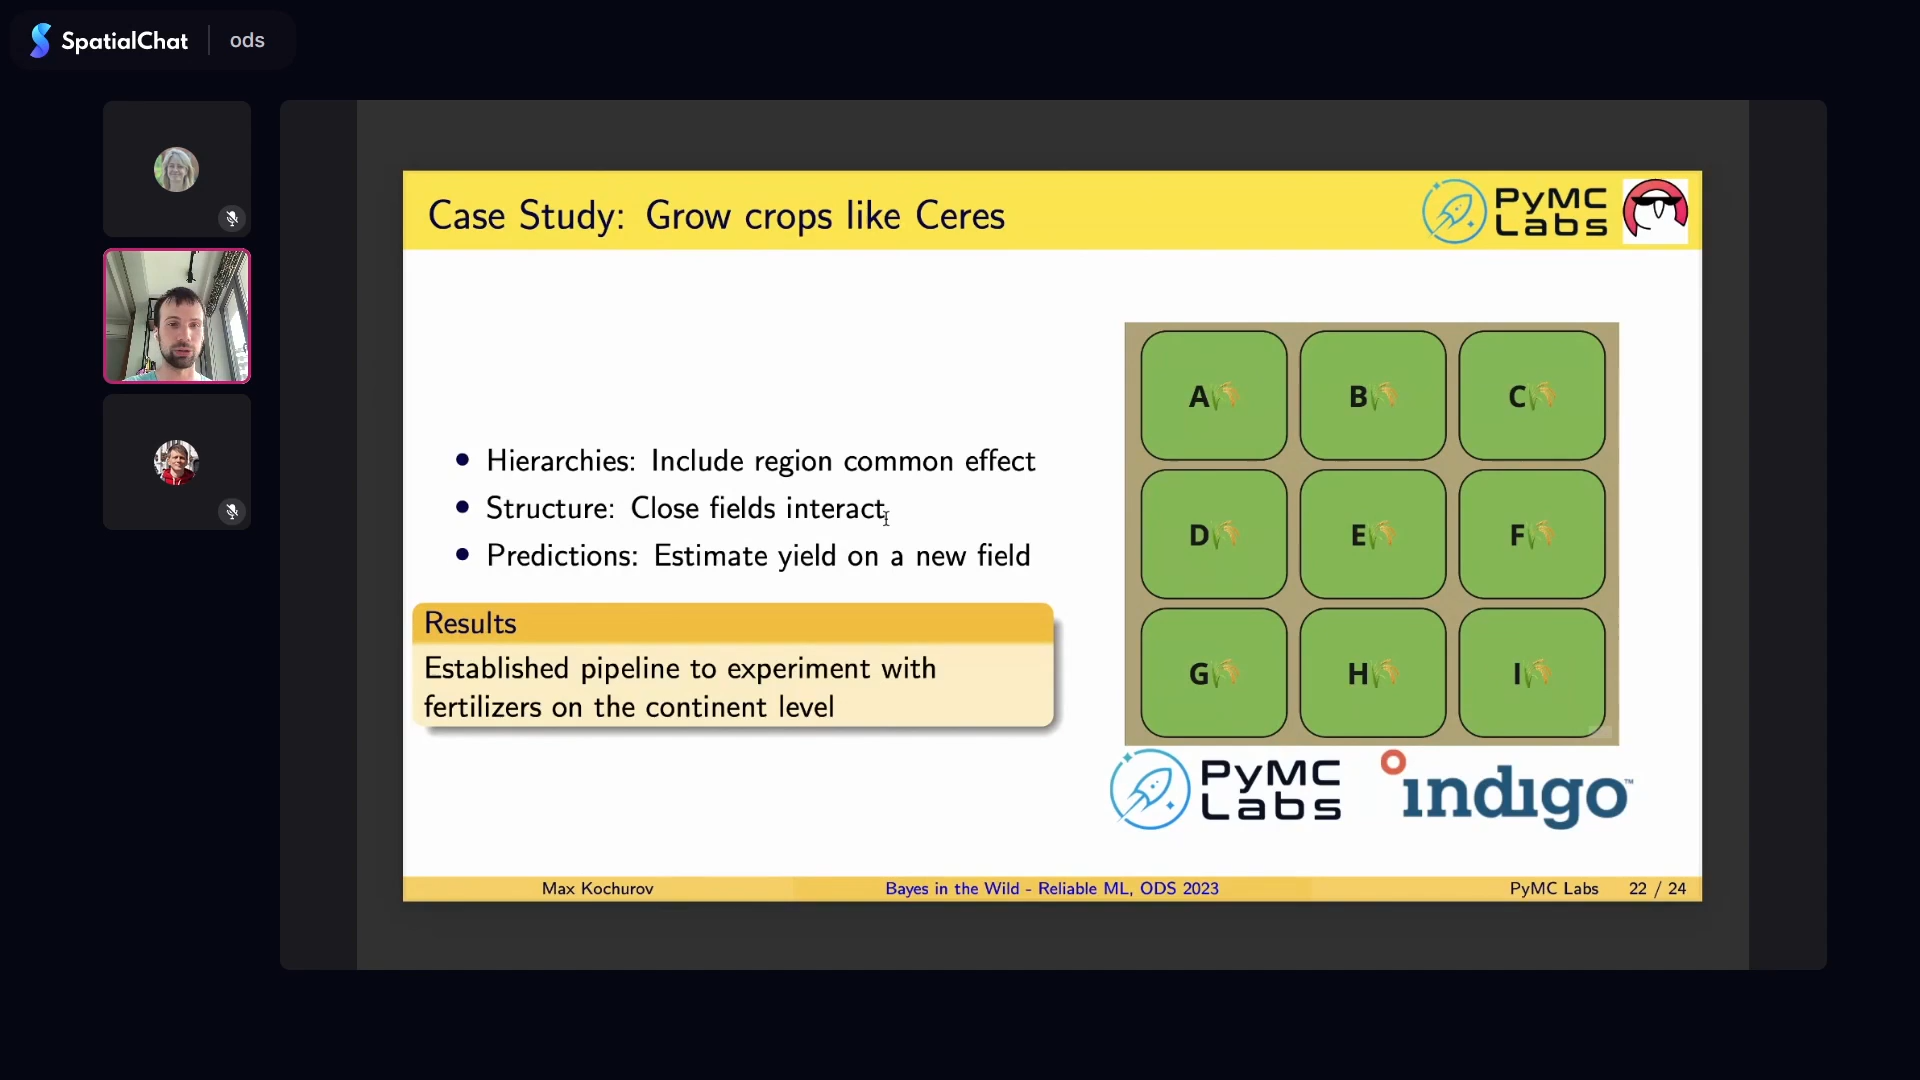 SpatialChat
ods
Case Study: Grow crops like Ceres
PyMC
Labs
• Hierarchies: Include region common effect
• Structure: Close fields interact
• Predictions: Estimate yield on a new field
Results
Established pipeline to experiment with
fertilizers on the continent level
A B C
D E F
G H I
PyMC
Labs
indigo™
Max Kochurov Bayes in the Wild - Reliable ML, ODS 2023 PyMC Labs 22 / 24